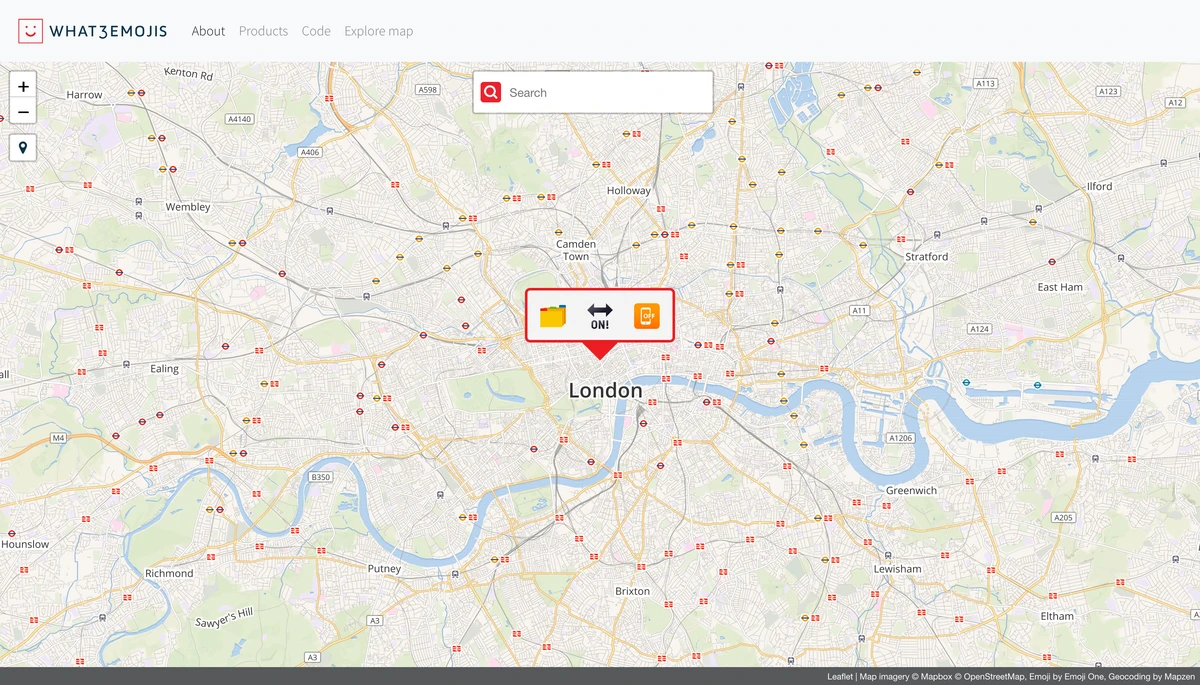 WHAT3EMOJIS About Products Code Explore map
+
−
Search
Kenton Rd
Harrow
A598
A113
A123
A12
A4140
A406
Holloway
Ilford
Wembley
Camden
Town
Stratford
East Ham
ON!
OFF
A11
A124
Ealing
all
London
M4
A1206
B350
Greenwich
A205
Hounslow
Richmond
Putney
Lewisham
Brixton
Sawyer's Hill
A3
Eltham
A3
Leaflet | Map imagery © Mapbox © OpenStreetMap, Emoji by Emoji One, Geocoding by Mapzen